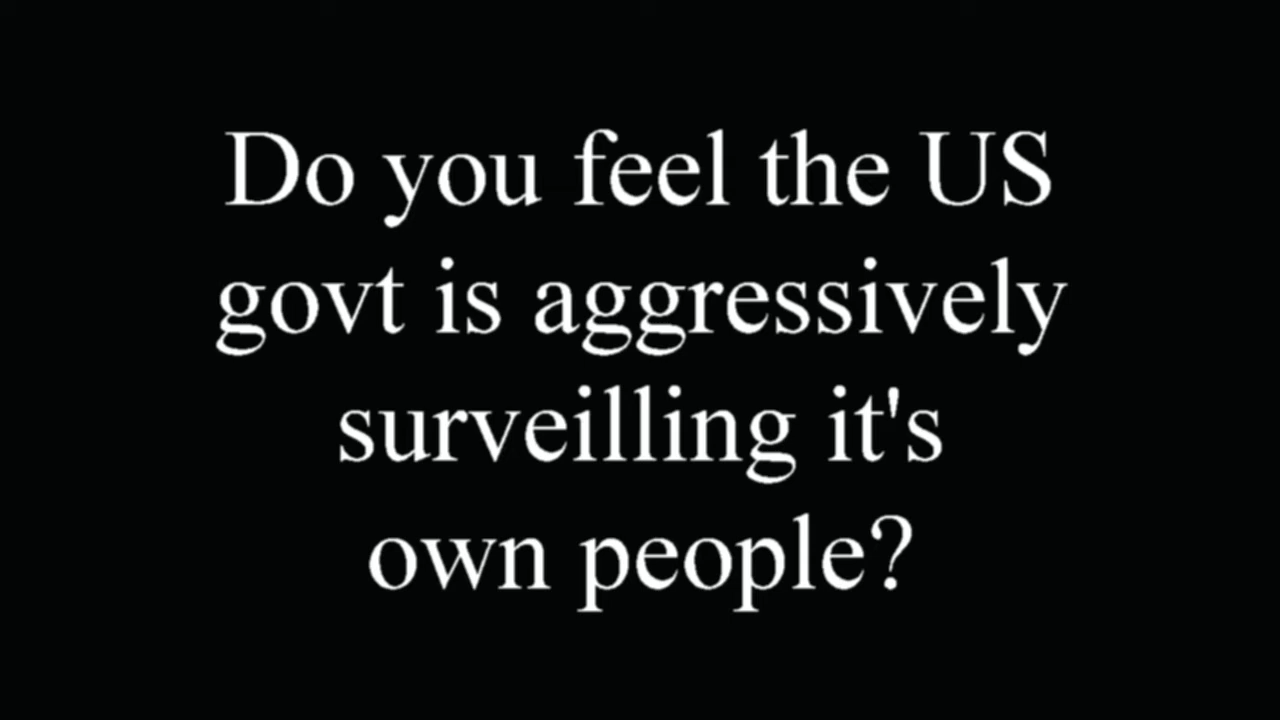 Do you feel the US
govt is aggressively
surveilling it's
own people?